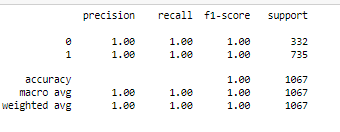 precision recall f1-score support
0 1.00 1.00 1.00 332
1 1.00 1.00 1.00 735
accuracy 1.00 1067
macro avg 1.00 1.00 1.00 1067
weighted avg 1.00 1.00 1.00 1067